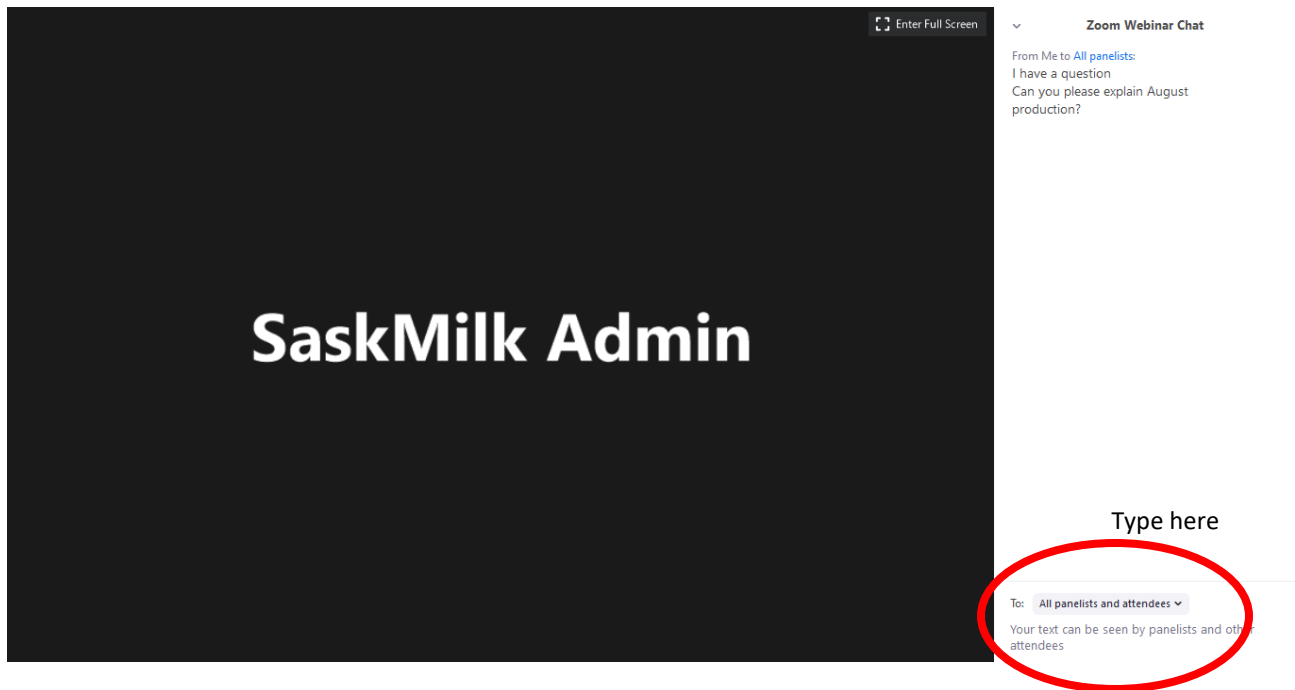 Enter Full Screen
SaskMilk Admin
Zoom Webinar Chat
From Me to All panelists:
I have a question
Can you please explain August
production?
Type here
To: All panelists and attendees
Your text can be seen by panelists and other
attendees